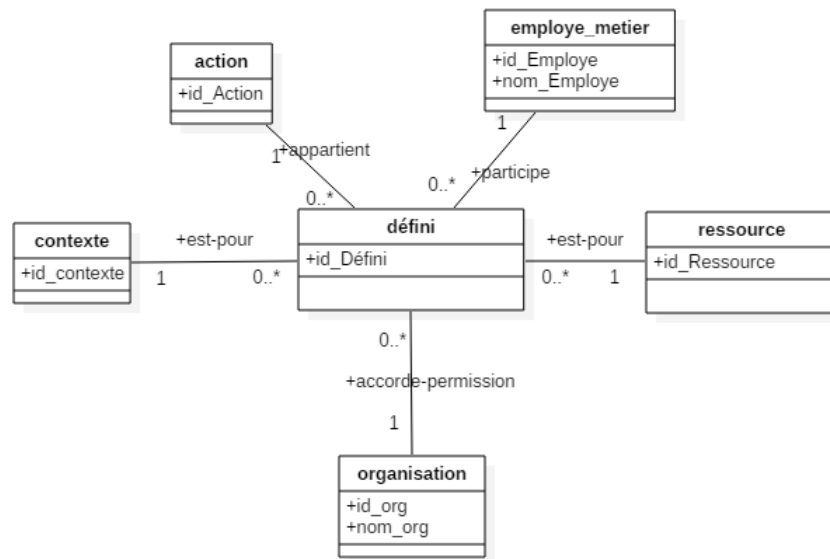 employe_metier
+id_Employe
+nom_Employe
action
+id_Action
1
+appartient
0..*
1
+participe
0..*
contexte
+id_contexte
+est-pour
1
0..*
défini
+id_Défini
+est-pour
0..*
1
ressource
+id_Ressource
0..*
+accorde-permission
1
organisation
+id_org
+nom_org